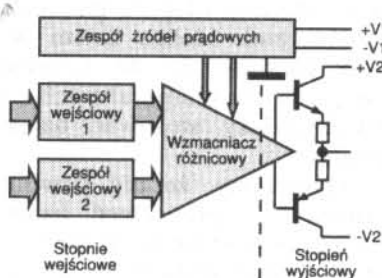 Zespół źródeł prądowych
+V1
-V1
+V2
Zespół
wejściowy
1
Wzmacniacz
różnicowy
Zespół
wejściowy
2
Stopnie
wejściowe
Stopień
wyjściowy
-V2